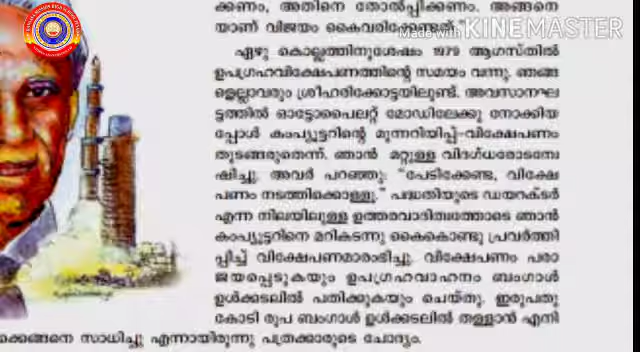 ക്കണം, അതിനെ തോൽപ്പിക്കണം. അങ്ങനെ
യാണ് വിജയം കൈവരിക്കേണ്ടത്."
Made with KINEMASTER
ഏഴു കൊല്ലത്തിനുശേഷം 1979 ആഗസ്തിൽ
ഉപഗ്രഹവിക്ഷേപണത്തിന്റെ സമയം വന്നു. ഞങ്ങ
ളെല്ലാവരും ശ്രീഹരിക്കോട്ടയിലുണ്ട്. അവസാനഘ
ട്ടത്തിൽ ഓട്ടോപൈലറ്റ് മോഡിലേക്കു നോക്കിയ
പ്പോൾ കംപ്യൂട്ടറിന്റെ മുന്നറിയിപ്പ്-വിക്ഷേപണം
തുടങ്ങരുതെന്ന്. ഞാൻ മറ്റുള്ള വിദഗ്ധരോടന്വേ
ഷിച്ചു. അവർ പറഞ്ഞു: "പേടിക്കേണ്ട, വിക്ഷേ
പണം നടത്തിക്കൊള്ളൂ." പദ്ധതിയുടെ ഡയറക്ടർ
എന്ന നിലയിലുള്ള ഉത്തരവാദിത്വത്തോടെ ഞാൻ
കംപ്യൂട്ടറിനെ മറികടന്നു കൈകൊണ്ടു പ്രവർത്തി
പ്പിച്ച് വിക്ഷേപണമാരംഭിച്ചു. വിക്ഷേപണം പരാ
ജയപ്പെടുകയും ഉപഗ്രഹവാഹനം ബംഗാൾ
ഉൾക്കടലിൽ പതിക്കുകയും ചെയ്തു. ഇരുപതു
കോടി രൂപ ബംഗാൾ ഉൾക്കടലിൽ തള്ളാൻ എനി
ക്കെങ്ങനെ സാധിച്ചു എന്നായിരുന്നു പത്രക്കാരുടെ ചോദ്യം.